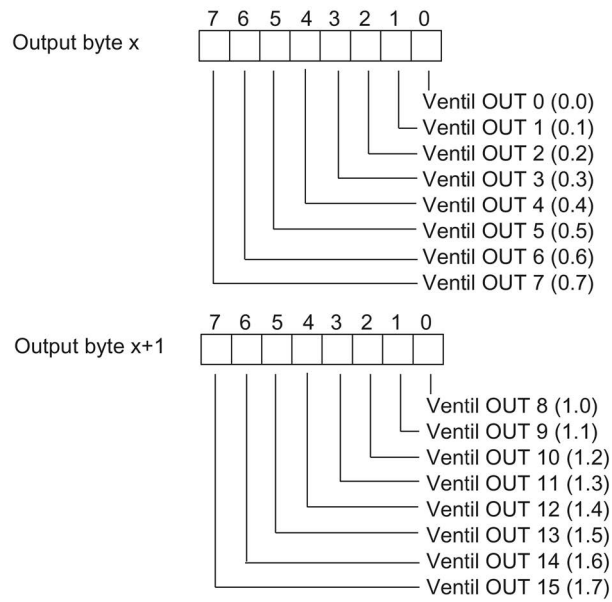 7 6 5 4 3 2 1 0
Output byte x
Ventil OUT 0 (0.0)
Ventil OUT 1 (0.1)
Ventil OUT 2 (0.2)
Ventil OUT 3 (0.3)
Ventil OUT 4 (0.4)
Ventil OUT 5 (0.5)
Ventil OUT 6 (0.6)
Ventil OUT 7 (0.7)
7 6 5 4 3 2 1 0
Output byte x+1
Ventil OUT 8 (1.0)
Ventil OUT 9 (1.1)
Ventil OUT 10 (1.2)
Ventil OUT 11 (1.3)
Ventil OUT 12 (1.4)
Ventil OUT 13 (1.5)
Ventil OUT 14 (1.6)
Ventil OUT 15 (1.7)